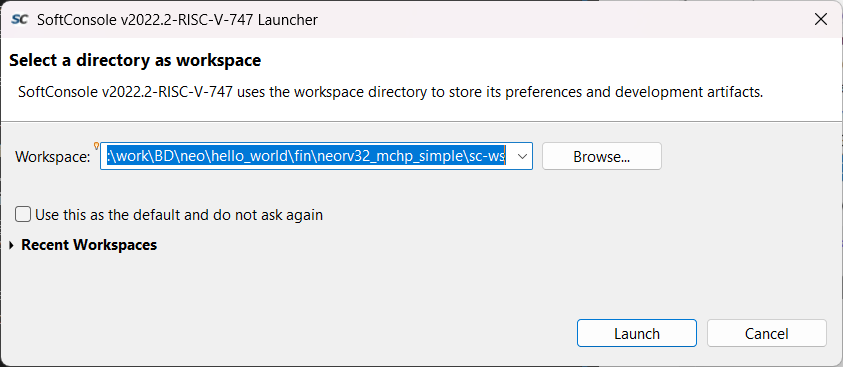 SC SoftConsole v2022.2-RISC-V-747 Launcher
Select a directory as workspace
SoftConsole v2022.2-RISC-V-747 uses the workspace directory to store its preferences and development artifacts.
Workspace: :\work\BD\neo\hello_world\fin\neorv32_mchp_simple\sc-ws Browse...
Use this as the default and do not ask again
Recent Workspaces
Launch Cancel